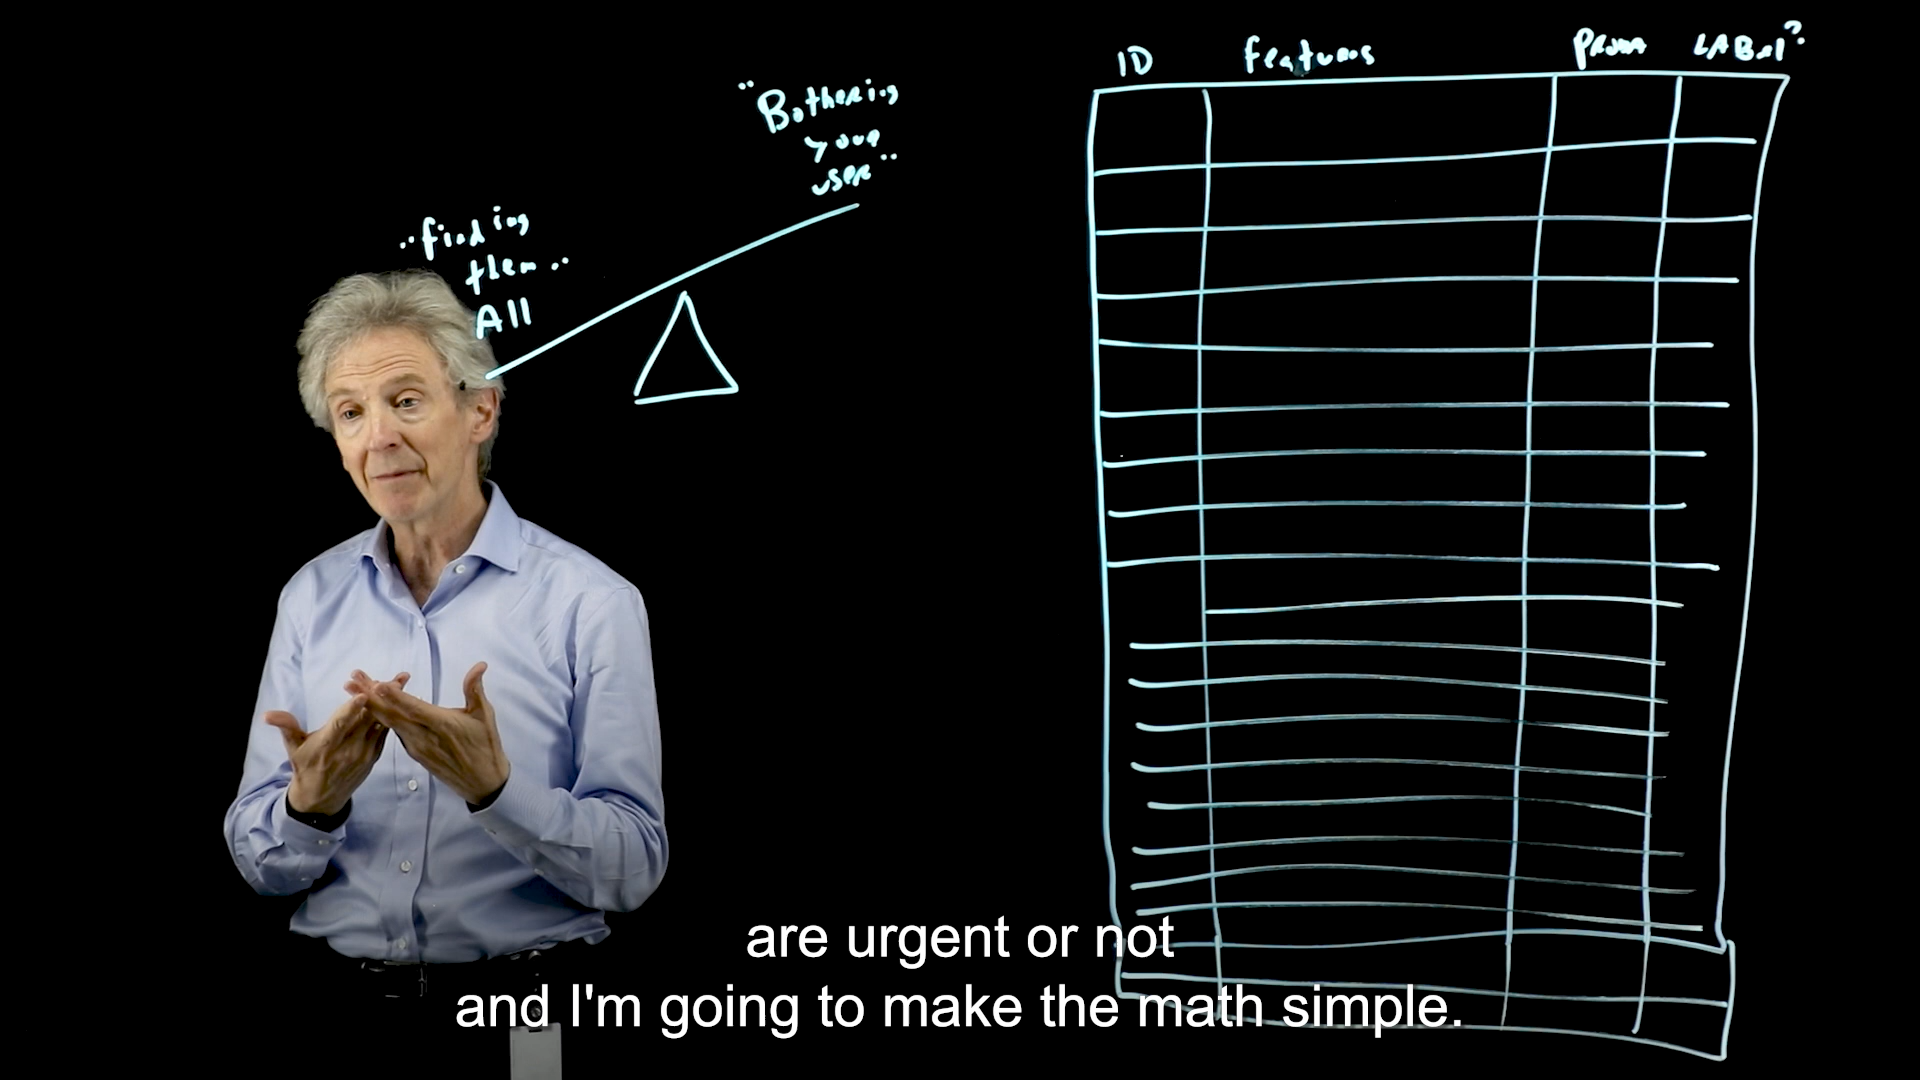 "Bothering
your
user"
"finding
them"
All
ID features LABel?
are urgent or not
and I'm going to make the math simple.